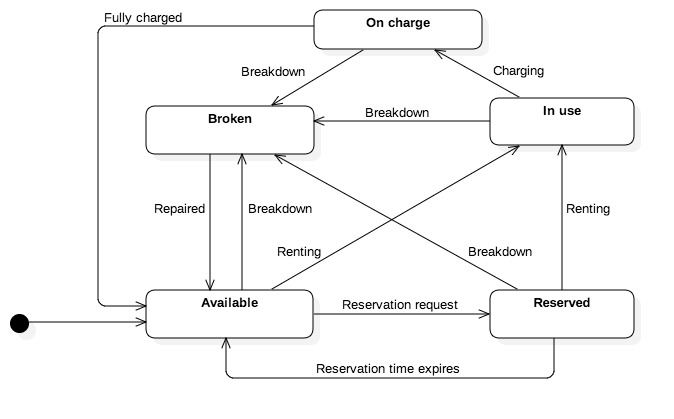 Fully charged
On charge
Breakdown
Charging
Broken
Breakdown
In use
Repaired
Breakdown
Renting
Renting
Breakdown
Available
Reservation request
Reserved
Reservation time expires